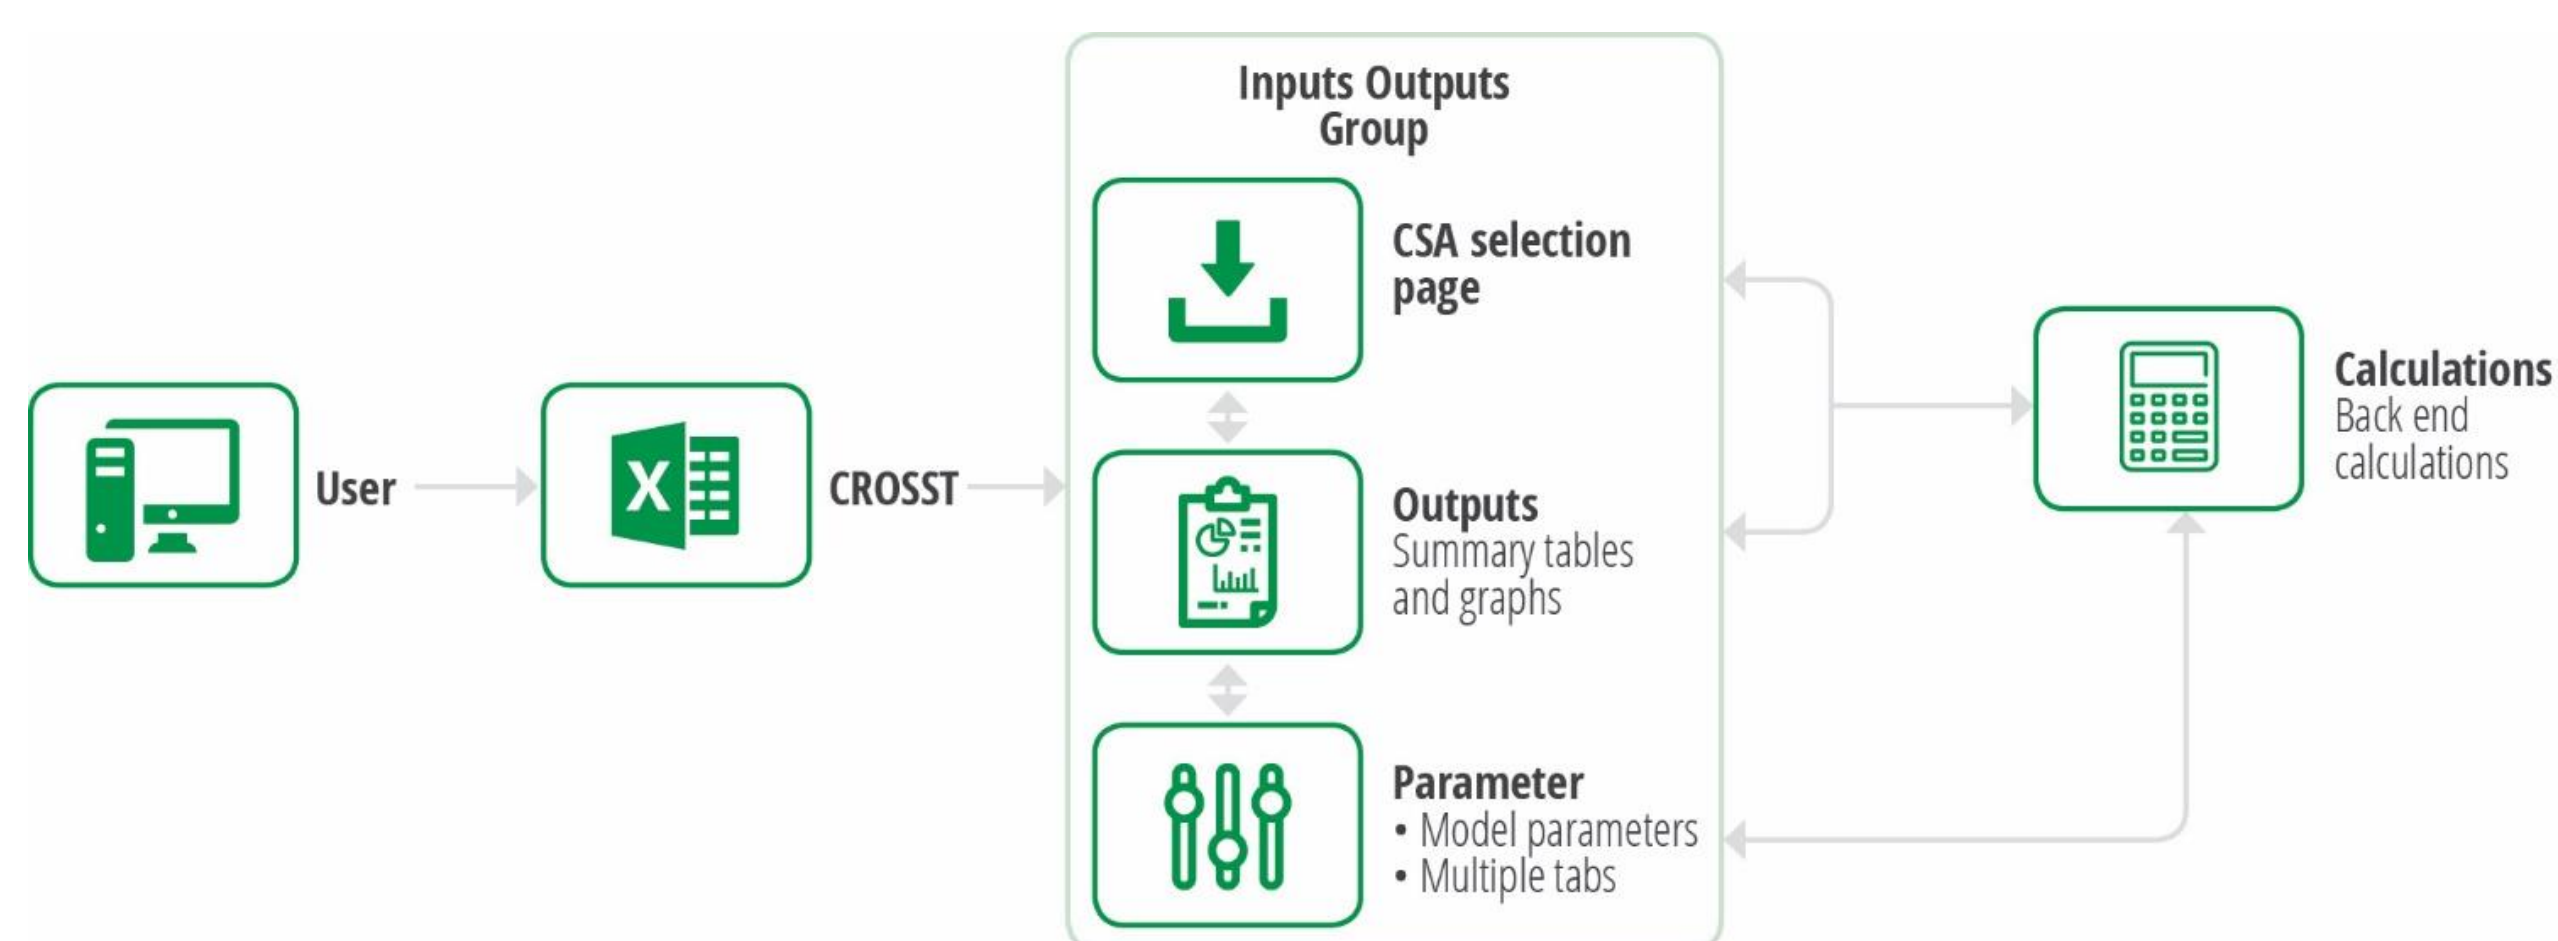 Inputs Outputs
Group
CSA selection
page
User
X
CROSST
Outputs
Summary tables
and graphs
Parameter
• Model parameters
• Multiple tabs
Calculations
Back end
calculations